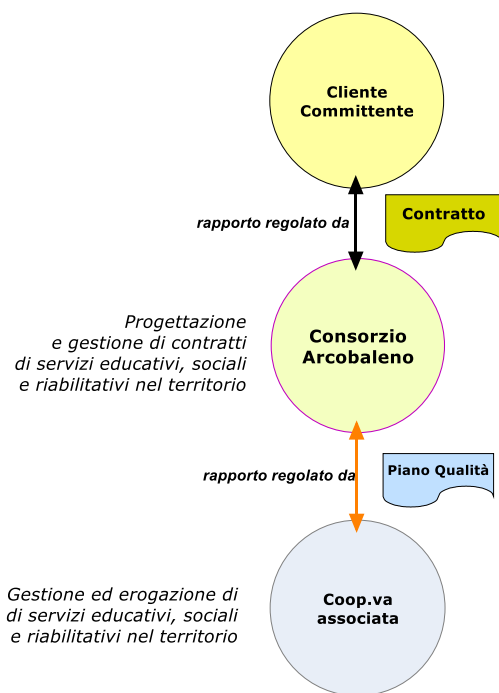 Cliente
Committente
rapporto regolato da
Contratto
Progettazione
e gestione di contratti
di servizi educativi, sociali
e riabilitativi nel territorio
Consorzio
Arcobaleno
rapporto regolato da
Piano Qualità
Gestione ed erogazione di
di servizi educativi, sociali
e riabilitativi nel territorio
Coop.va
associata